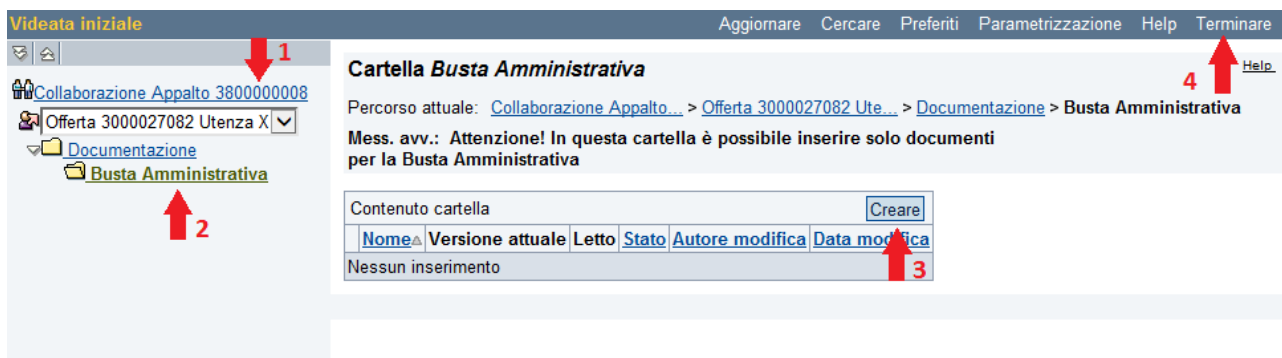 Videata iniziale
Aggiornare Cercare Preferiti Parametrizzazione Help Terminare
1
Collaborazione Appalto 3800000008
Offerta 3000027082 Utenza X
Documentazione
Busta Amministrativa
2
Cartella Busta Amministrativa
Help
4
Percorso attuale: Collaborazione Appalto... > Offerta 3000027082 Ute... > Documentazione > Busta Amministrativa
Mess. avv.: Attenzione! In questa cartella è possibile inserire solo documenti
per la Busta Amministrativa
Contenuto cartella Creare
Nome Versione attuale Letto Stato Autore modifica Data modifica
Nessun inserimento
3